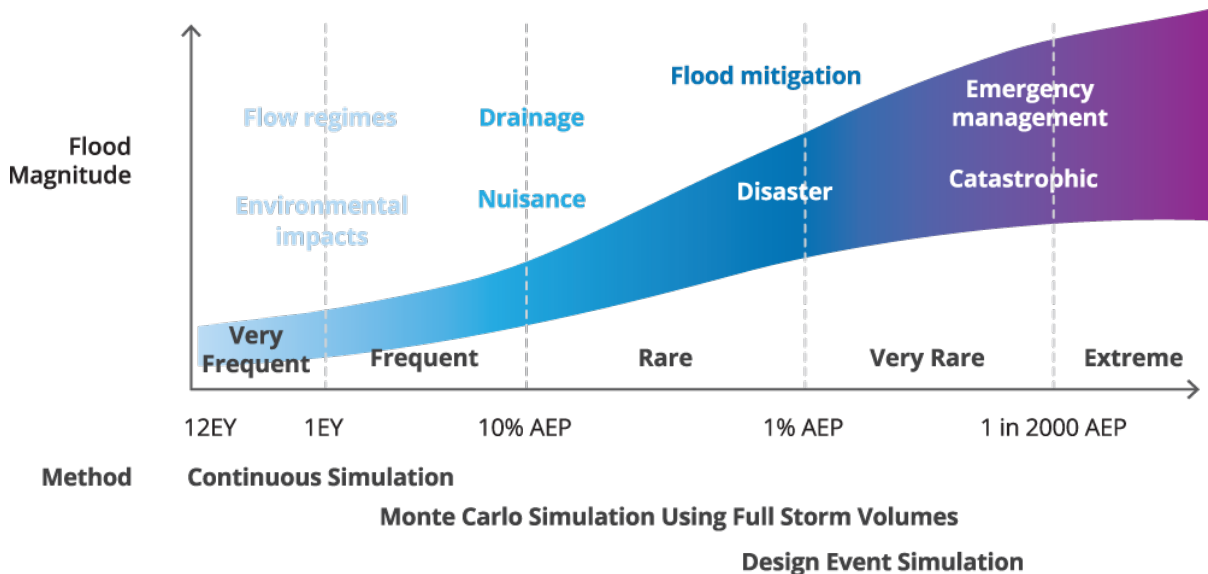 Flood mitigation
Emergency
management
Flow regimes
Drainage
Flood
Magnitude
Catastrophic
Disaster
Nuisance
Environmental
impacts
Very
Frequent
Frequent
Rare
Very Rare
Extreme
12EY
1EY
10% AEP
1% AEP
1 in 2000 AEP
Method
Continuous Simulation
Monte Carlo Simulation Using Full Storm Volumes
Design Event Simulation